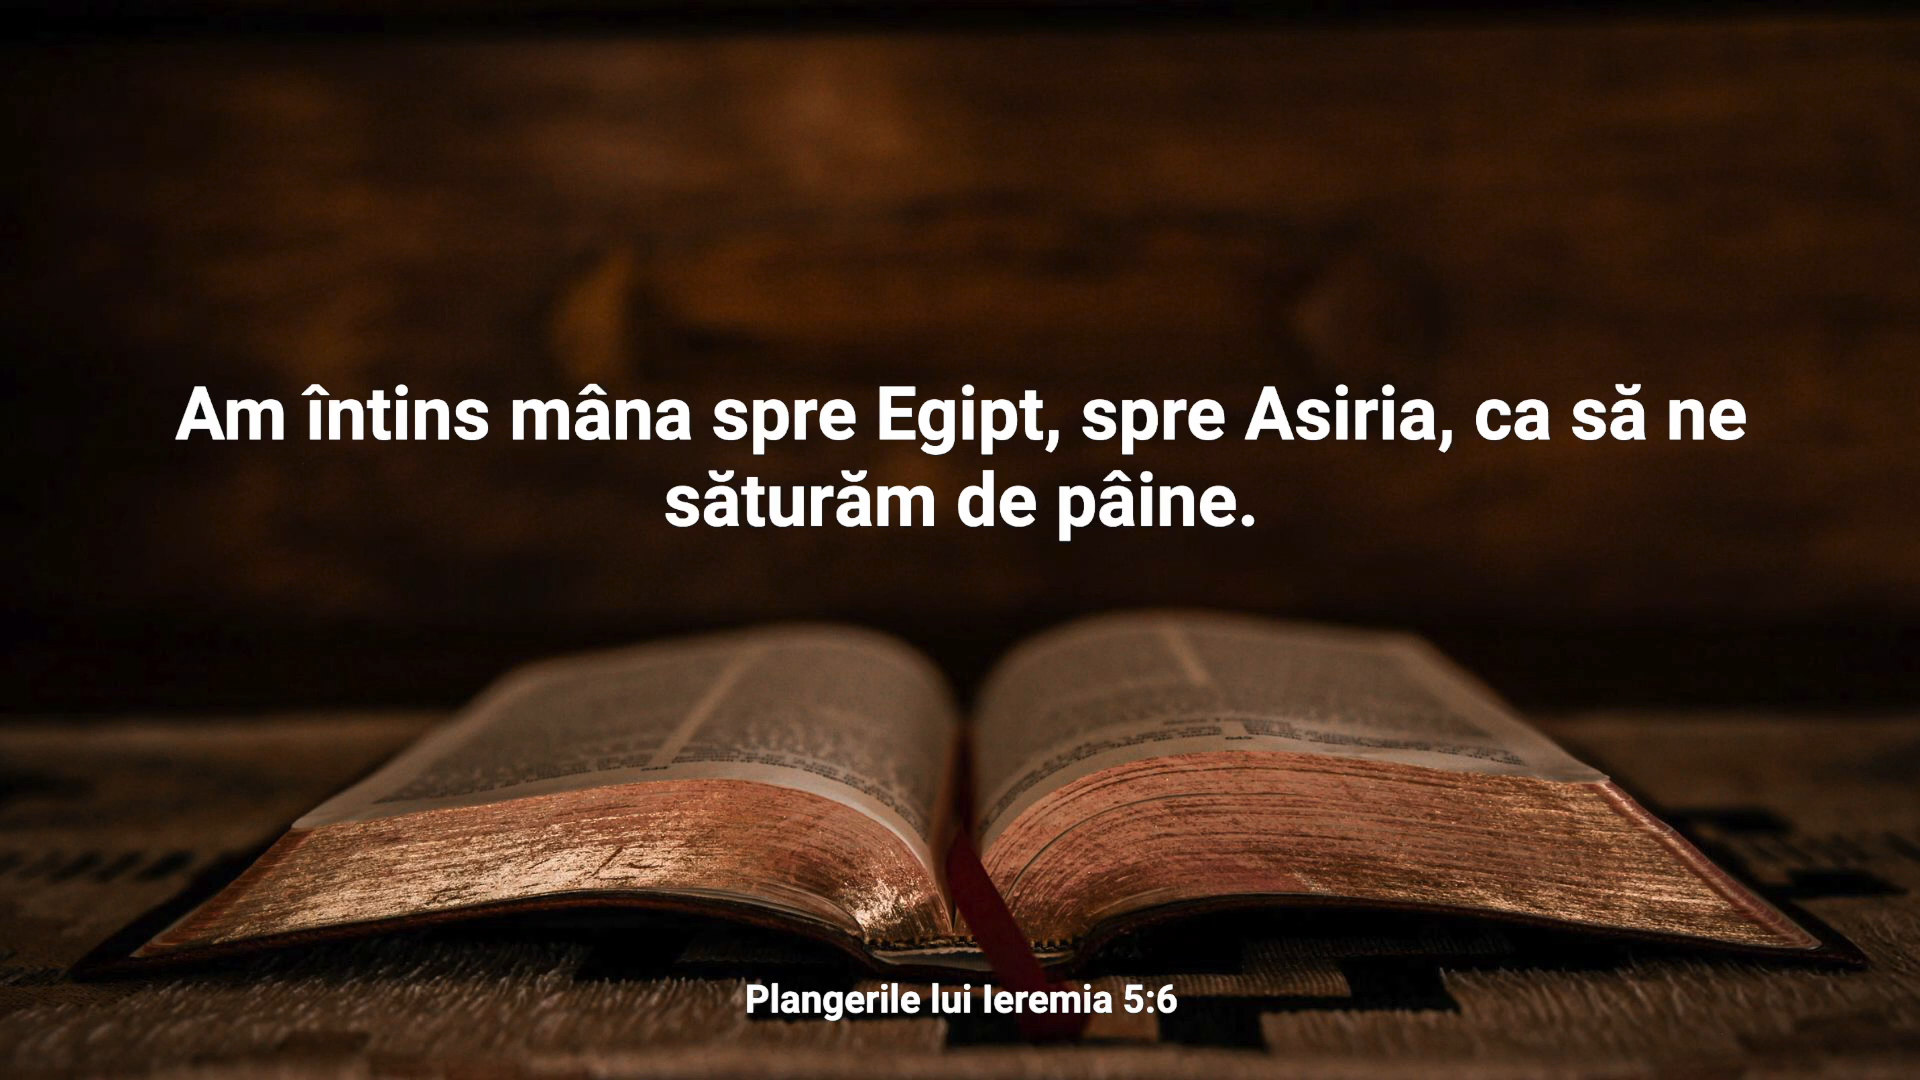 Am întins mâna spre Egipt, spre Asiria, ca să ne
săturăm de pâine.
Plangerile lui Ieremia 5:6